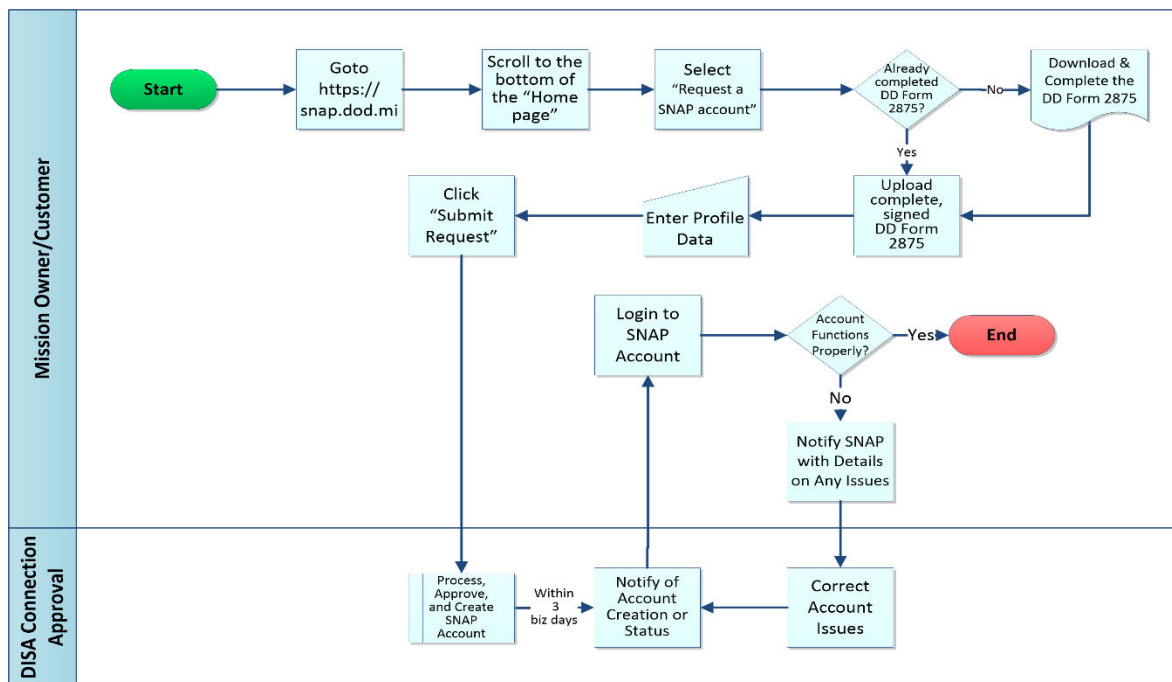 Mission Owner/Customer
Start
Goto
https://
snap.dod.mi
Scroll to the
bottom of
the “Home
page”
Select
“Request a
SNAP account”
Already
completed
DD Form
2875?
No
Download &
Complete the
DD Form 2875
Yes
Upload
complete,
signed
DD Form
2875
Enter Profile
Data
Click
“Submit
Request”
Login to
SNAP
Account
Account
Functions
Properly?
Yes
End
No
Notify SNAP
with Details
on Any Issues
DISA Connection
Approval
Process,
Approve,
and Create
SNAP
Account
Within
3
biz days
Notify of
Account
Creation or
Status
Correct
Account
Issues